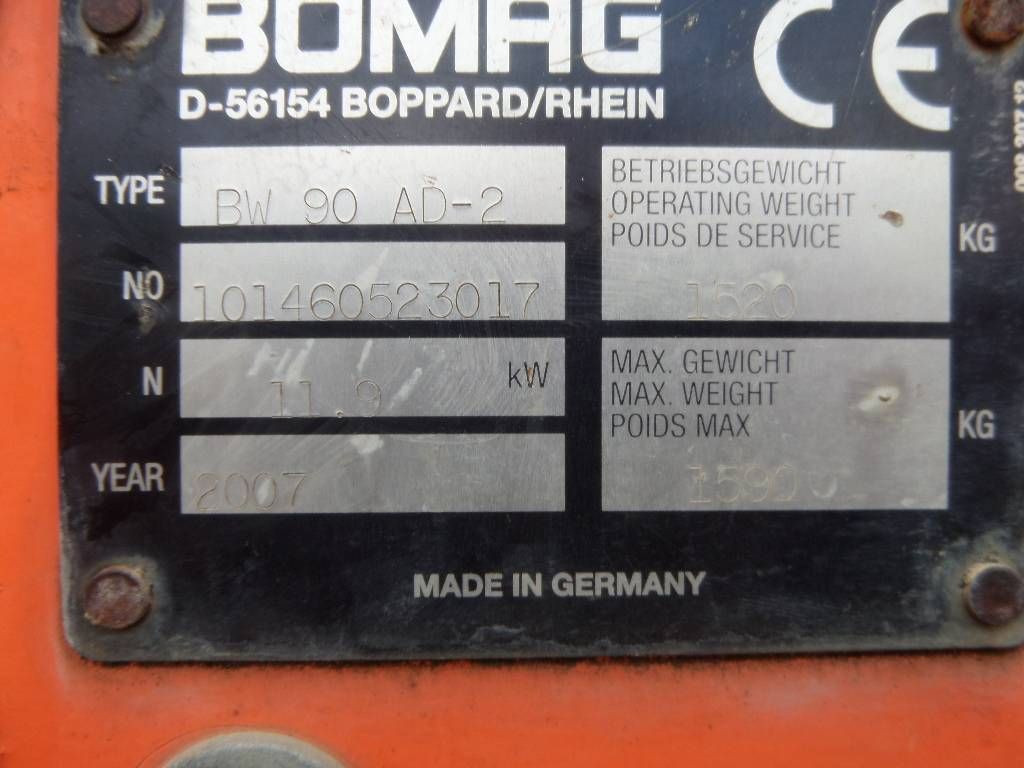 BOMAG
CE
D-56154 BOPPARD/RHEIN
TYPE BW 90 AD-2
NO 101460523017
N 11.9 kW
YEAR 2007
BETRIEBSGEWICHT
OPERATING WEIGHT
POIDS DE SERVICE KG
1520
MAX. GEWICHT
MAX. WEIGHT
POIDS MAX KG
1590
MADE IN GERMANY